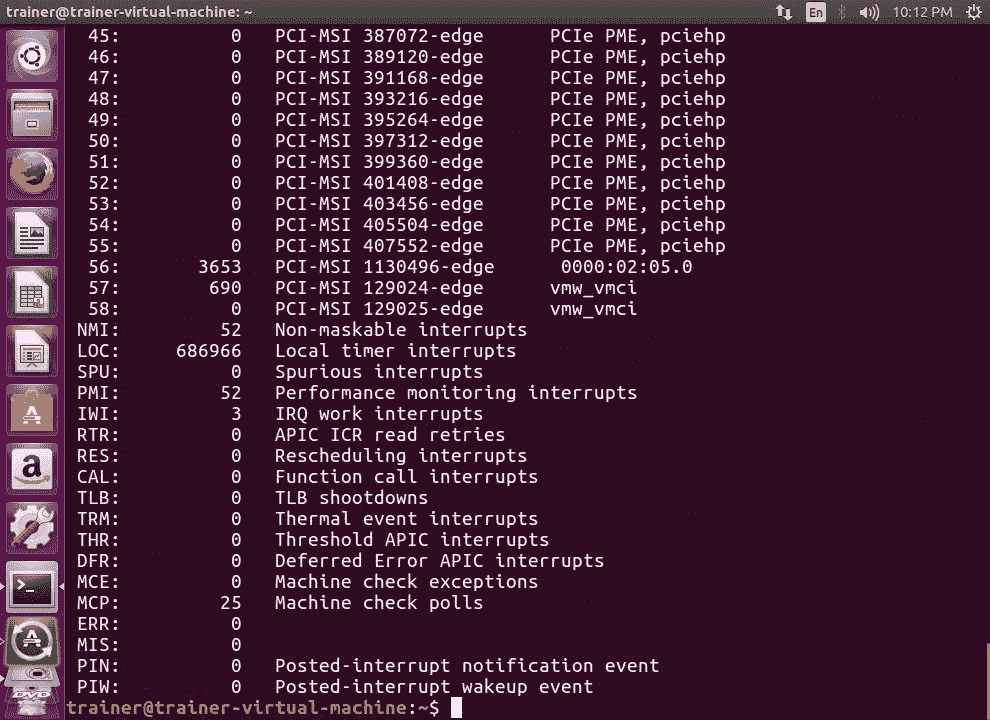 trainer@trainer-virtual-machine: ~ En 10:12 PM
45: 0 PCI-MSI 387072-edge PCIe PME, pciehp
46: 0 PCI-MSI 389120-edge PCIe PME, pciehp
47: 0 PCI-MSI 391168-edge PCIe PME, pciehp
48: 0 PCI-MSI 393216-edge PCIe PME, pciehp
49: 0 PCI-MSI 395264-edge PCIe PME, pciehp
50: 0 PCI-MSI 397312-edge PCIe PME, pciehp
51: 0 PCI-MSI 399360-edge PCIe PME, pciehp
52: 0 PCI-MSI 401408-edge PCIe PME, pciehp
53: 0 PCI-MSI 403456-edge PCIe PME, pciehp
54: 0 PCI-MSI 405504-edge PCIe PME, pciehp
55: 0 PCI-MSI 407552-edge PCIe PME, pciehp
56: 3653 PCI-MSI 1130496-edge 0000:02:05.0
57: 690 PCI-MSI 129024-edge vmw_vmci
58: 0 PCI-MSI 129025-edge vmw_vmci
NMI: 52 Non-maskable interrupts
LOC: 686966 Local timer interrupts
SPU: 0 Spurious interrupts
PMI: 52 Performance monitoring interrupts
IWI: 3 IRQ work interrupts
RTR: 0 APIC ICR read retries
RES: 0 Rescheduling interrupts
CAL: 0 Function call interrupts
TLB: 0 TLB shootdowns
TRM: 0 Thermal event interrupts
THR: 0 Threshold APIC interrupts
DFR: 0 Deferred Error APIC interrupts
MCE: 0 Machine check exceptions
MCP: 25 Machine check polls
ERR: 0
MIS: 0
PIN: 0 Posted-interrupt notification event
PIW: 0 Posted-interrupt wakeup event
trainer@trainer-virtual-machine:~$